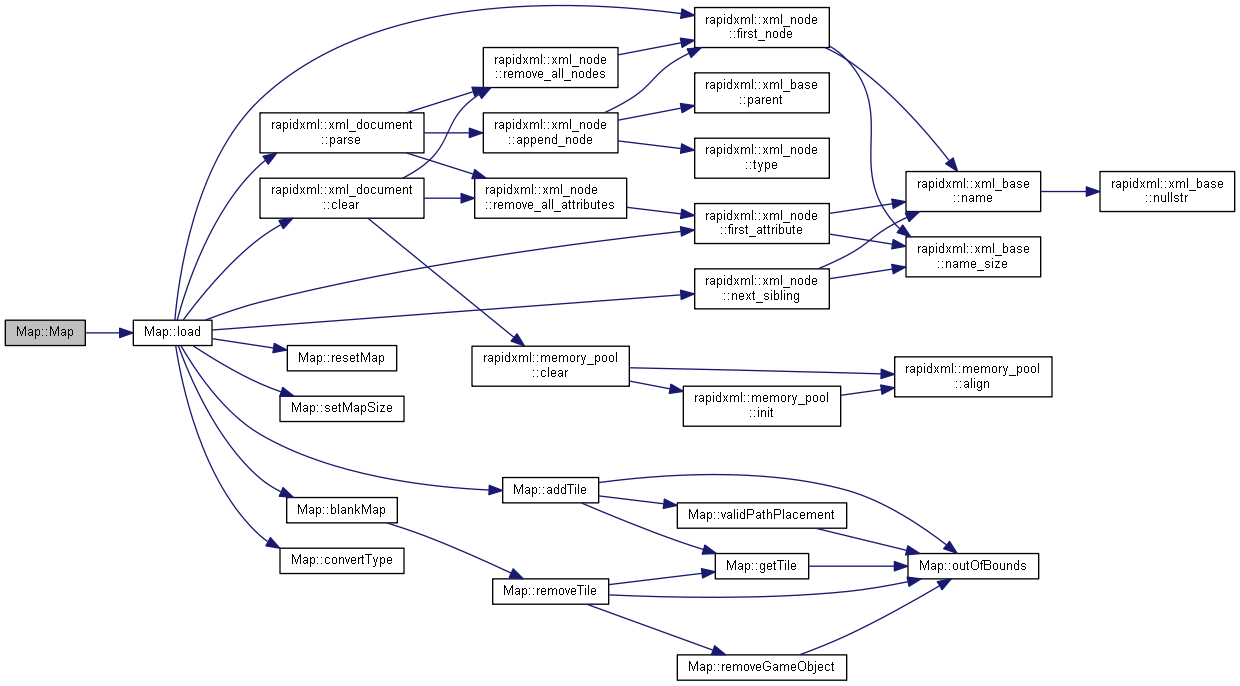 Map::Map
Map::load
rapidxml::xml_document
::parse
rapidxml::xml_document
::clear
Map::resetMap
Map::setMapSize
Map::blankMap
Map::convertType
rapidxml::xml_node
::remove_all_nodes
rapidxml::xml_node
::append_node
rapidxml::xml_node
::remove_all_attributes
rapidxml::memory_pool
::clear
Map::addTile
Map::removeTile
rapidxml::xml_node
::first_node
rapidxml::xml_base
::parent
rapidxml::xml_node
::type
rapidxml::xml_node
::first_attribute
rapidxml::xml_node
::next_sibling
rapidxml::memory_pool
::init
Map::validPathPlacement
Map::getTile
Map::removeGameObject
rapidxml::xml_base
::name
rapidxml::xml_base
::name_size
rapidxml::memory_pool
::align
Map::outOfBounds
rapidxml::xml_base
::nullstr